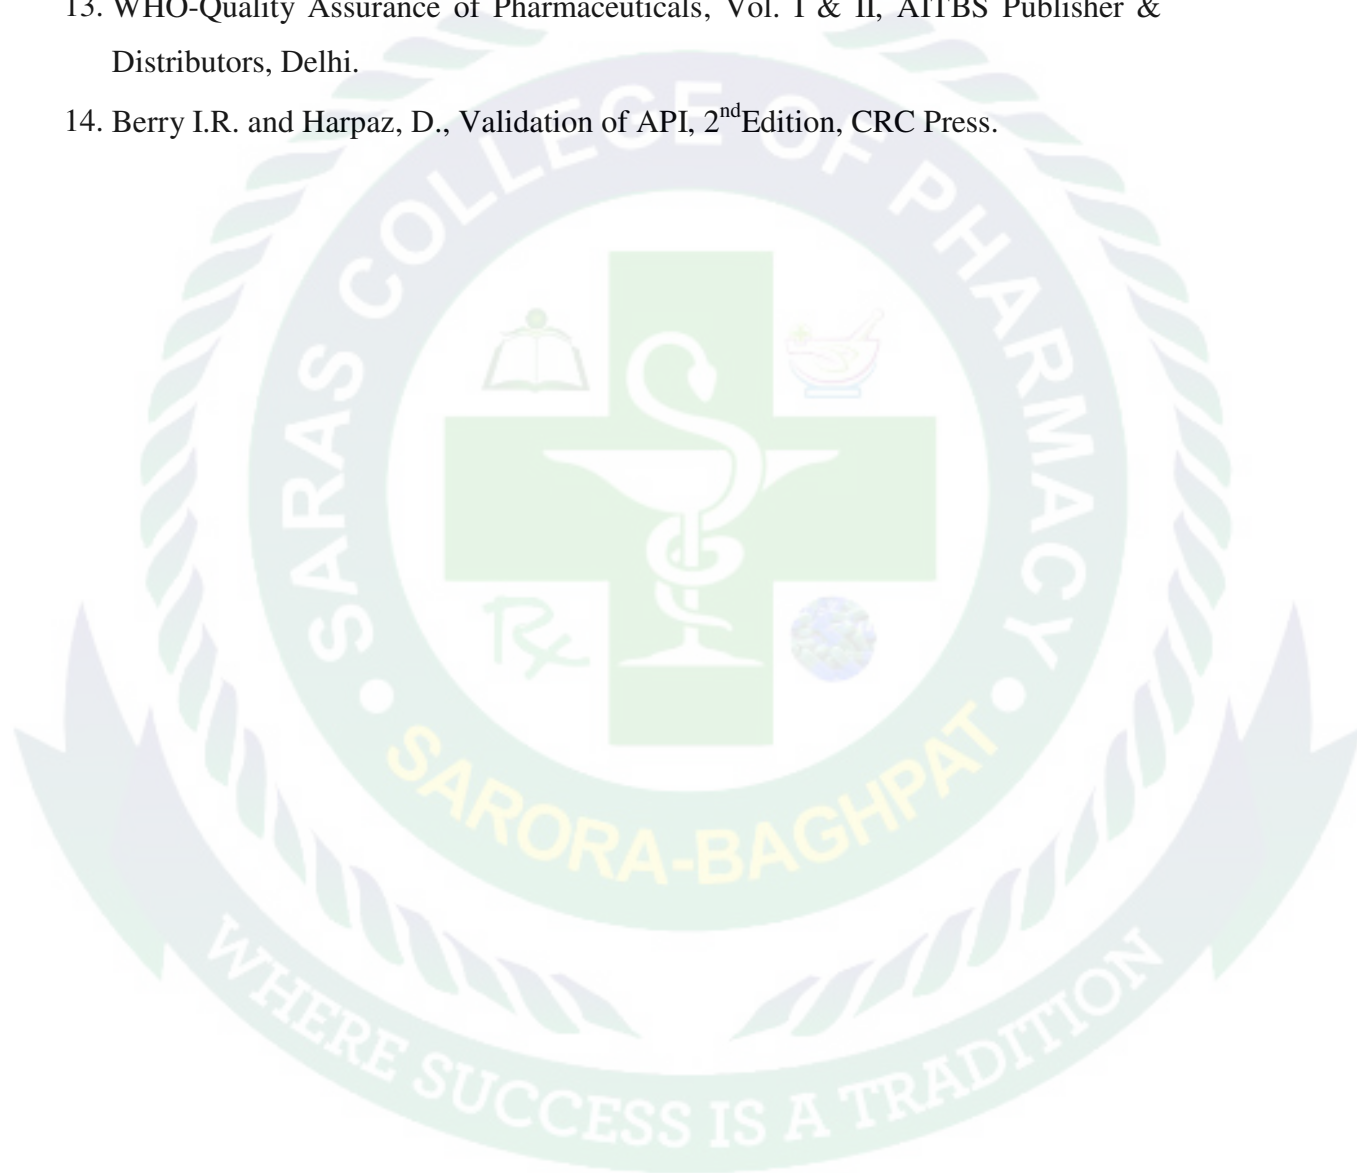 13. WHO-Quality Assurance of Pharmaceuticals, Vol. I & II, AITBS Publisher &
Distributors, Delhi.
14. Berry I.R. and Harpaz, D., Validation of API, 2ndEdition, CRC Press.
SARAS COLLEGE OF PHARMACY
Rx
SARORA-BAGHPAT
WHERE SUCCESS IS A TRADITION